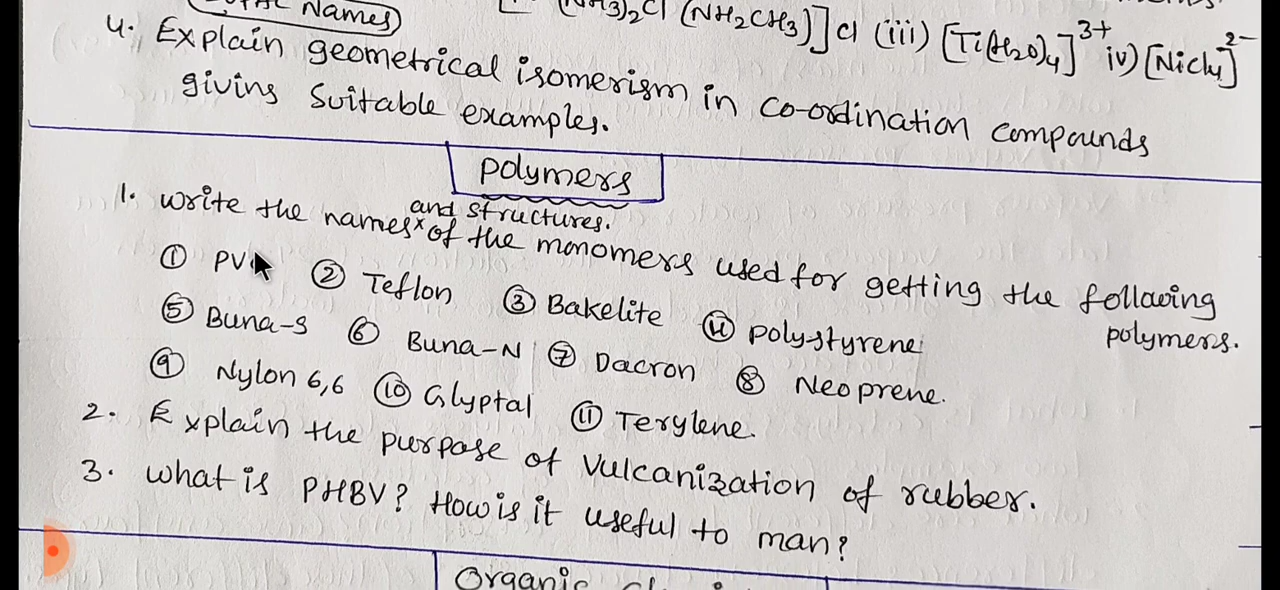 Names)
(NH3)2Cl (NH2CH3)]Cl (iii) [Ti(H2O)4]3+ iv) [NiCl4]2-
4. Explain geometrical isomerism in co-ordination compounds
giving suitable examples.
Polymers
1. Write the names and structures. of the monomers used for getting the following
polymers.
① PV ② Teflon ③ Bakelite ④ polystyrene
⑤ Buna-S ⑥ Buna-N ⑦ Dacron ⑧ Neoprene.
⑨ Nylon 6,6 ⑩ Glyptal ⑪ Terylene.
2. Explain the purpose of Vulcanization of rubber.
3. What is PHBV? How is it useful to man?
Organic